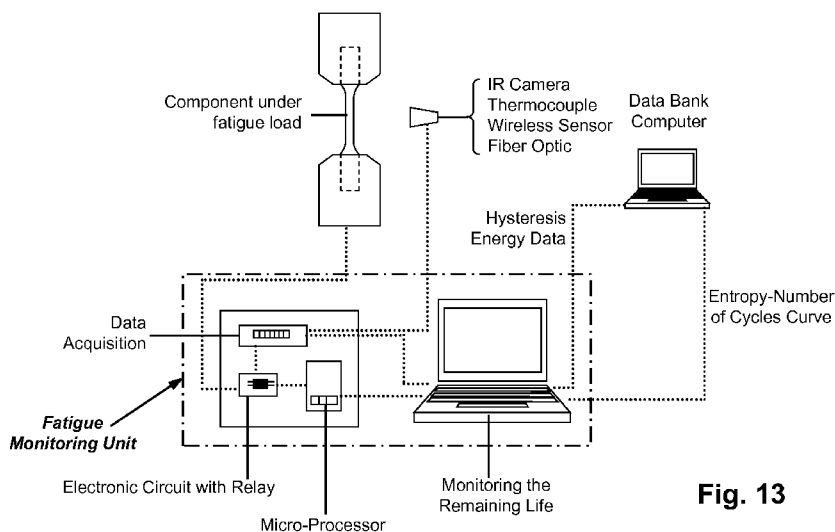 Component under
fatigue load
IR Camera
Thermocouple
Wireless Sensor
Fiber Optic
Data Bank
Computer
Hysteresis
Energy Data
Entropy-Number
of Cycles Curve
Data
Acquisition
Fatigue
Monitoring Unit
Electronic Circuit with Relay
Micro-Processor
Monitoring the
Remaining Life
Fig. 13